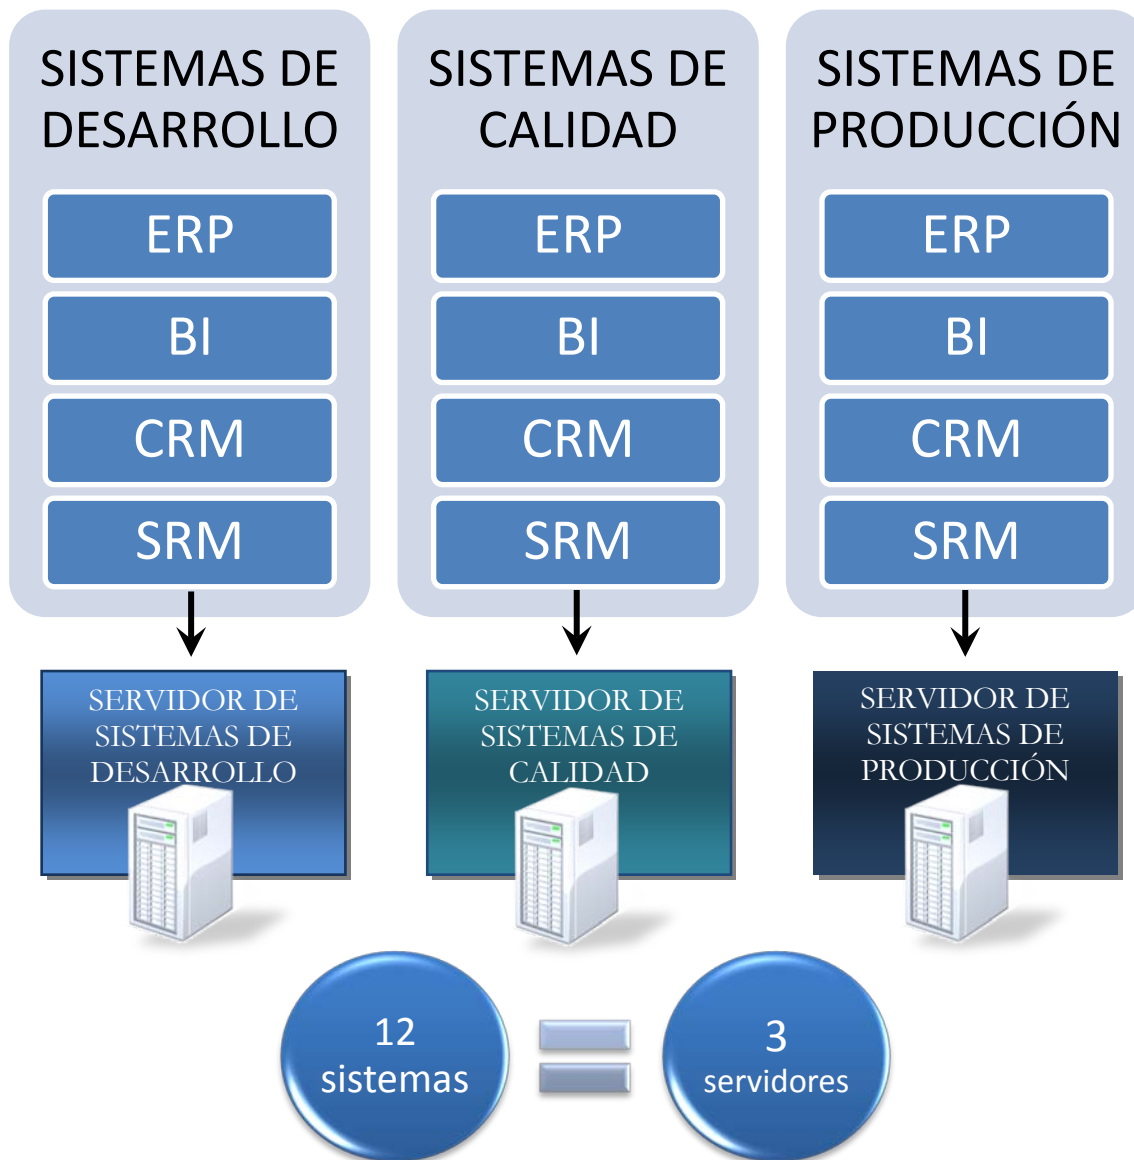 SISTEMAS DE
DESARROLLO
ERP
BI
CRM
SRM
SERVIDOR DE
SISTEMAS DE
DESARROLLO
SISTEMAS DE
CALIDAD
ERP
BI
CRM
SRM
SERVIDOR DE
SISTEMAS DE
CALIDAD
SISTEMAS DE
PRODUCCIÓN
ERP
BI
CRM
SRM
SERVIDOR DE
SISTEMAS DE
PRODUCCIÓN
12
sistemas
3
servidores